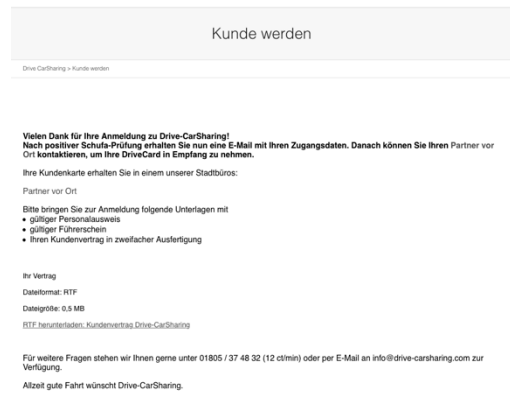 Kunde werden
Drive CarSharing > Kunde werden
Vielen Dank für Ihre Anmeldung zu Drive-CarSharing!
Nach positiver Schufa-Prüfung erhalten Sie nun eine E-Mail mit Ihren Zugangsdaten. Danach können Sie Ihren Partner vor
Ort kontaktieren, um Ihre DriveCard in Empfang zu nehmen.
Ihre Kundenkarte erhalten Sie in einem unserer Stadtbüros:
Partner vor Ort
Bitte bringen Sie zur Anmeldung folgende Unterlagen mit
• gültiger Personalausweis
• gültiger Führerschein
• Ihren Kundenvertrag in zweifacher Ausfertigung
Ihr Vertrag
Dateiformat: RTF
Dateigröße: 0,5 MB
RTF herunterladen: Kundenvertrag Drive-CarSharing
Für weitere Fragen stehen wir Ihnen gerne unter 01805 / 37 48 32 (12 ct/min) oder per E-Mail an info@drive-carsharing.com zur
Verfügung.
Allzeit gute Fahrt wünscht Drive-CarSharing.